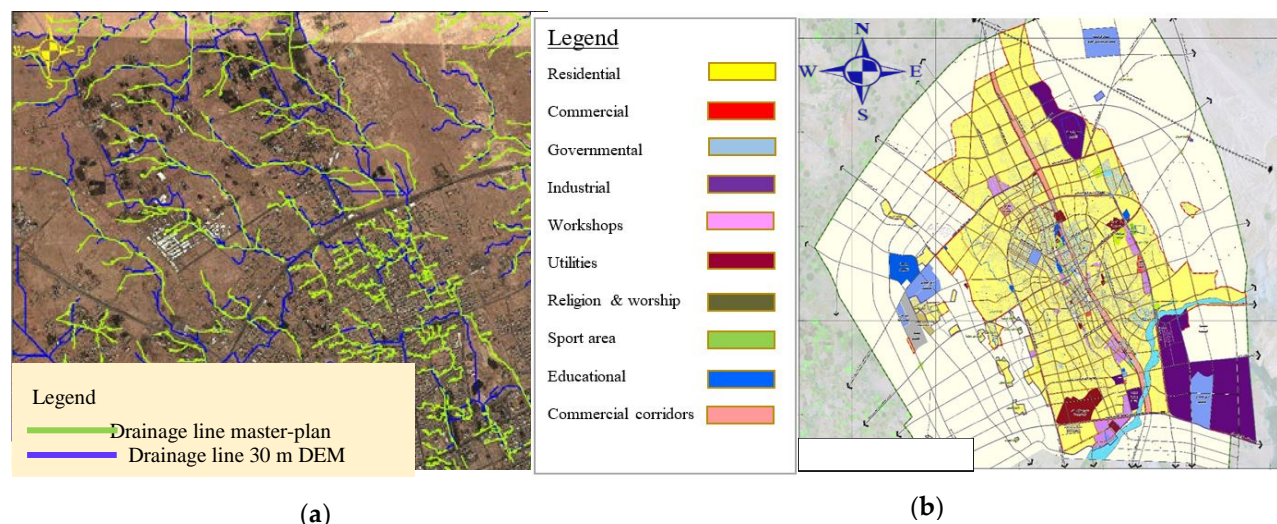 N
W
E
S
Legend
Drainage line master-plan
Drainage line 30 m DEM
(a)
Legend
Residential
Commercial
Governmental
Industrial
Workshops
Utilities
Religion & worship
Sport area
Educational
Commercial corridors
N
W
E
S
(b)